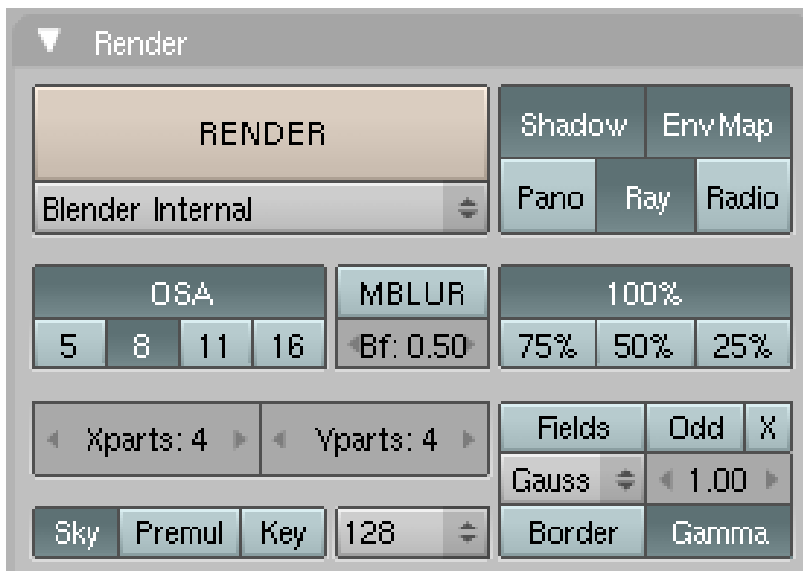 Render
RENDER
Blender Internal
Shadow EnvMap
Pano Ray Radio
OSA
5 8 11 16
MBLUR
Bf: 0.50
100%
75% 50% 25%
Xparts: 4 Yparts: 4
Fields Odd X
Gauss 1.00
Sky Premul Key 128
Border Gamma